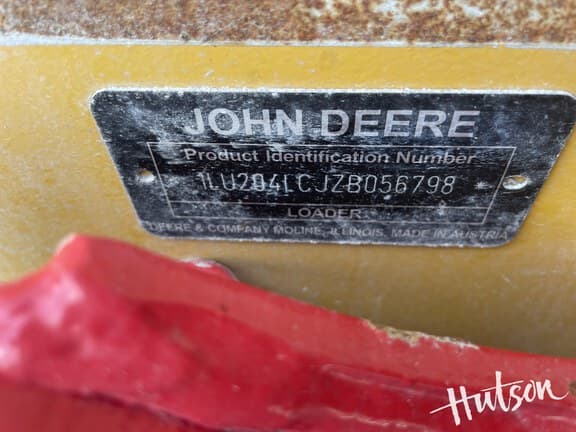 JOHN DEERE
Product Identification Number
1LU204LCJZB056798
LOADER
DEERE & COMPANY MOLINE, ILLINOIS, MADE IN AUSTRIA
Hutson